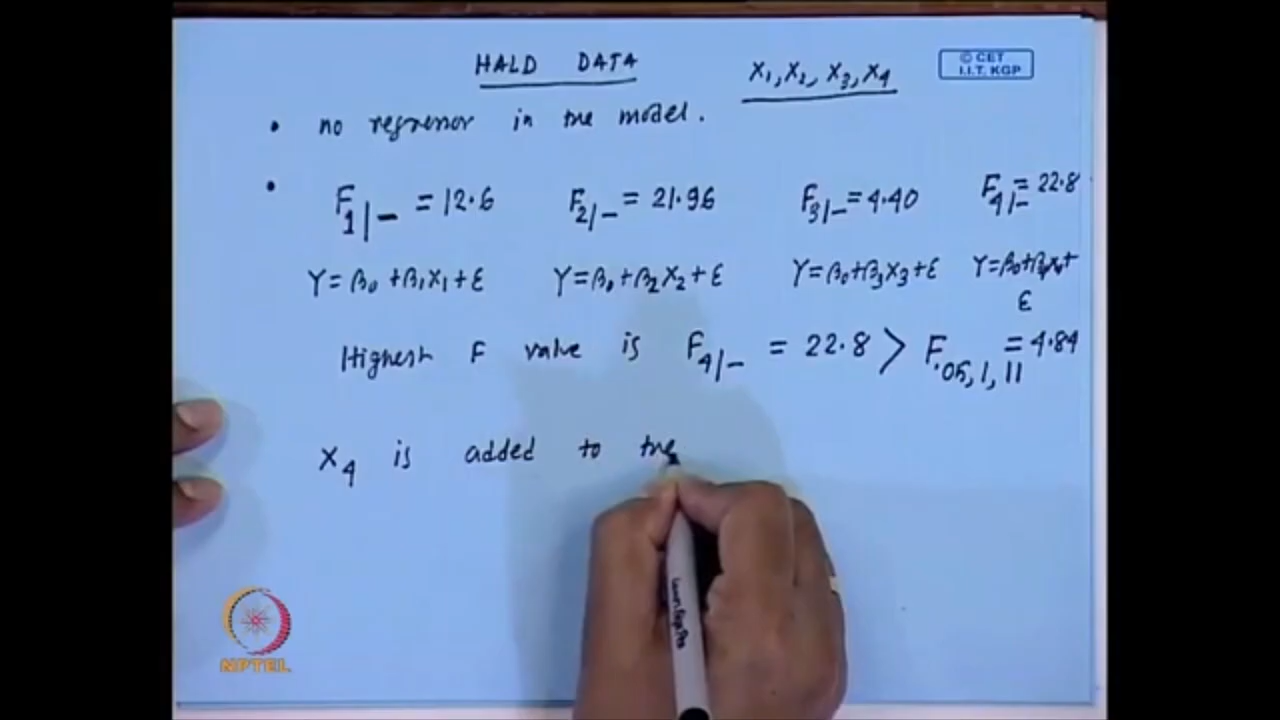 HALD DATA X₁, X₂, X₃, X₄
© CET
I.I.T. KGP
• no regressor in the model.
• F₁/₋ = 12.6 F₂/₋ = 21.96 F₃/₋ = 4.40 F₄/₋ = 22.8
Y = β₀ + β₁X₁ + ε Y = β₀ + β₂X₂ + ε Y = β₀ + β₃X₃ + ε Y = β₀ + β₄X₄ +
ε
Highest F value is F₄/₋ = 22.8 > F.05, 1, 11 = 4.84
X₄ is added to the
NPTEL